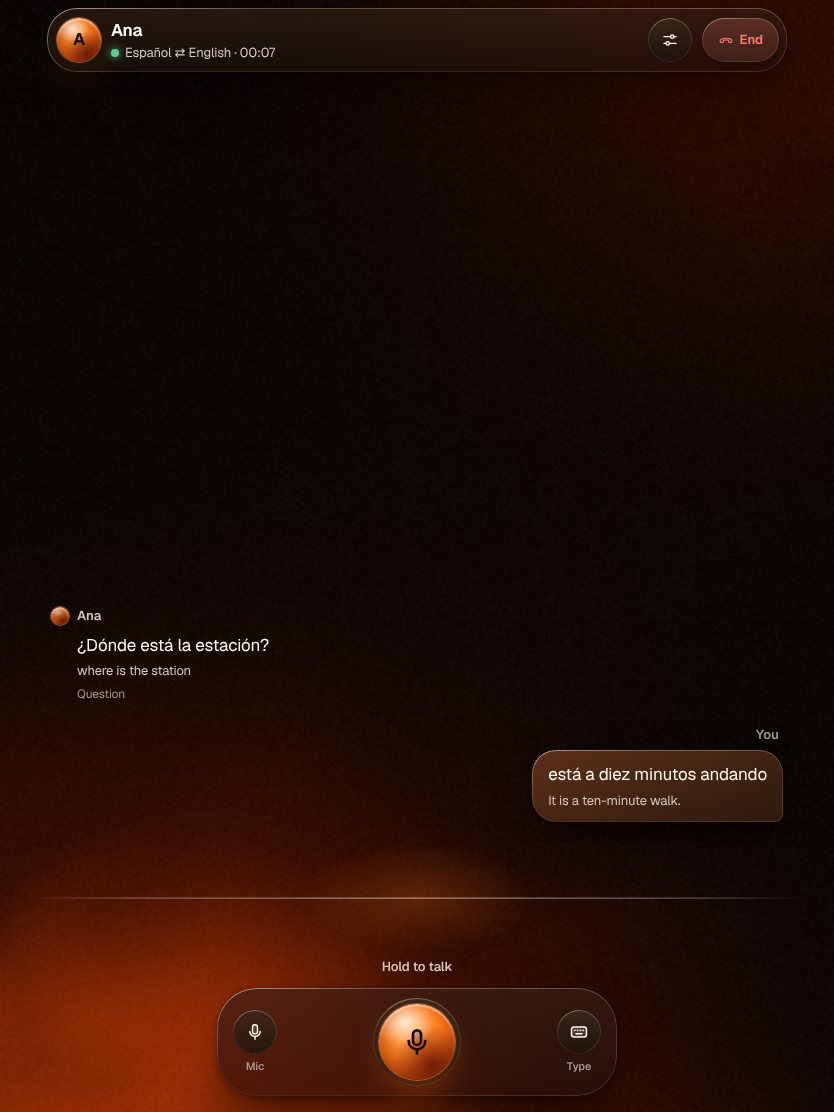 A
Ana
Español ⇄ English · 00:07
End
Ana
¿Dónde está la estación?
where is the station
Question
You
está a diez minutos andando
It is a ten-minute walk.
Hold to talk
Mic
Type